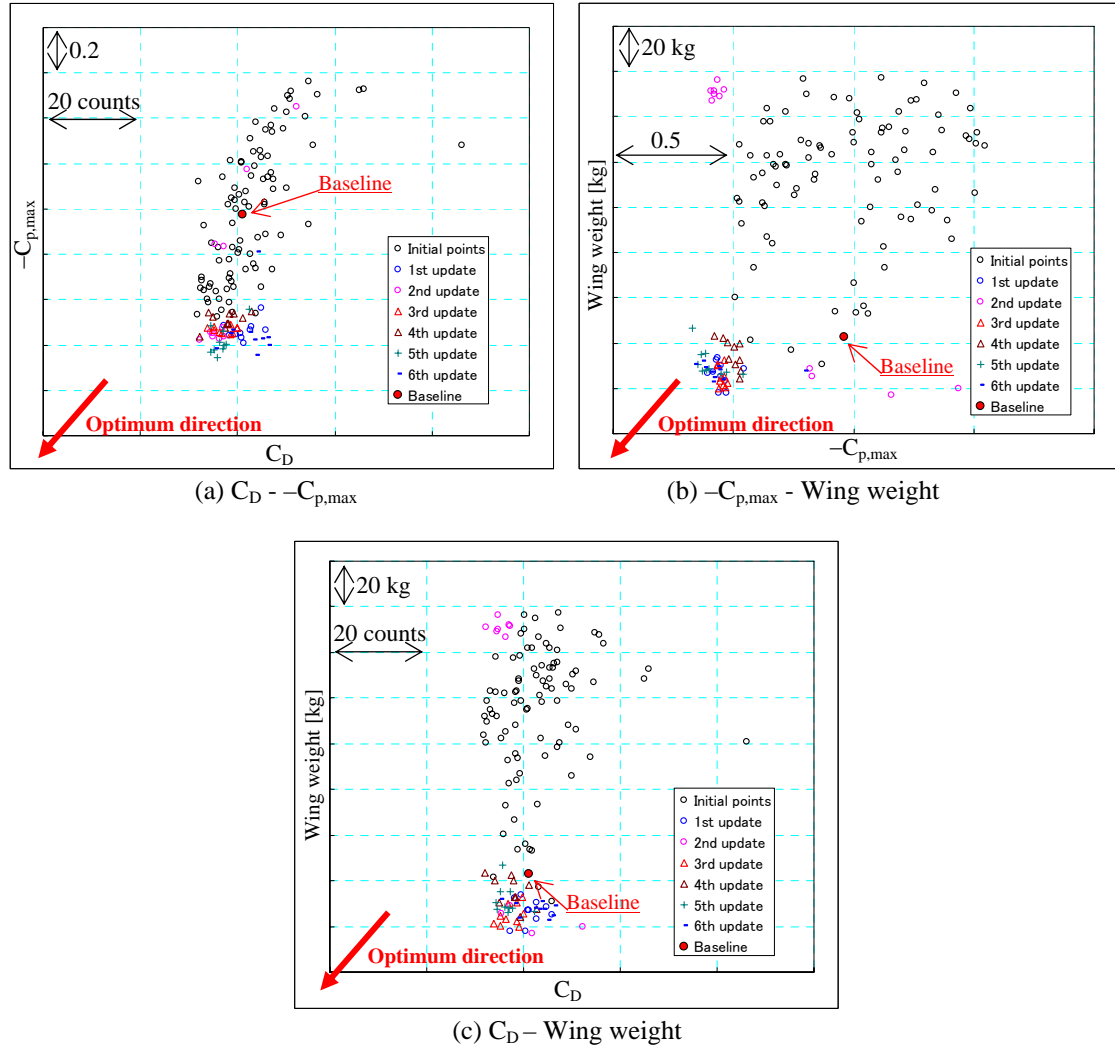 0.2
20 counts
Baseline
–Cp,max
Initial points
1st update
2nd update
3rd update
4th update
5th update
6th update
Baseline
Optimum direction
CD
(a) CD - –Cp,max
20 kg
0.5
Wing weight [kg]
Baseline
Initial points
1st update
2nd update
3rd update
4th update
5th update
6th update
Baseline
Optimum direction
–Cp,max
(b) –Cp,max - Wing weight
20 kg
20 counts
Wing weight [kg]
Baseline
Initial points
1st update
2nd update
3rd update
4th update
5th update
6th update
Baseline
Optimum direction
CD
(c) CD – Wing weight